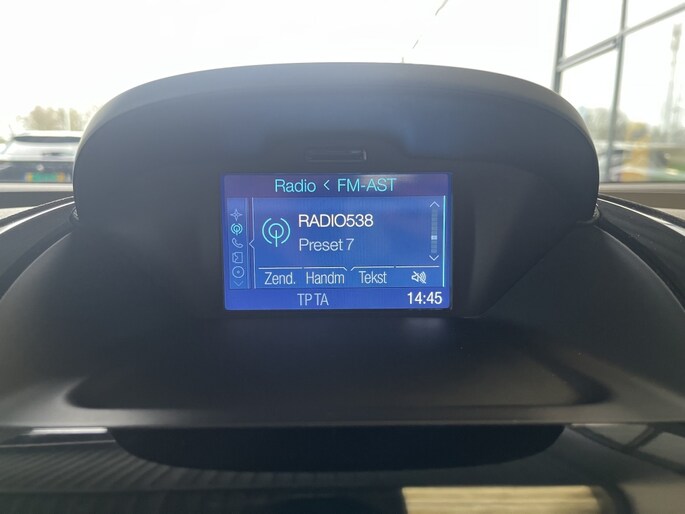 Radio < FM-AST
RADIO538
Preset 7
Zend. Handm Tekst
TP TA 14:45